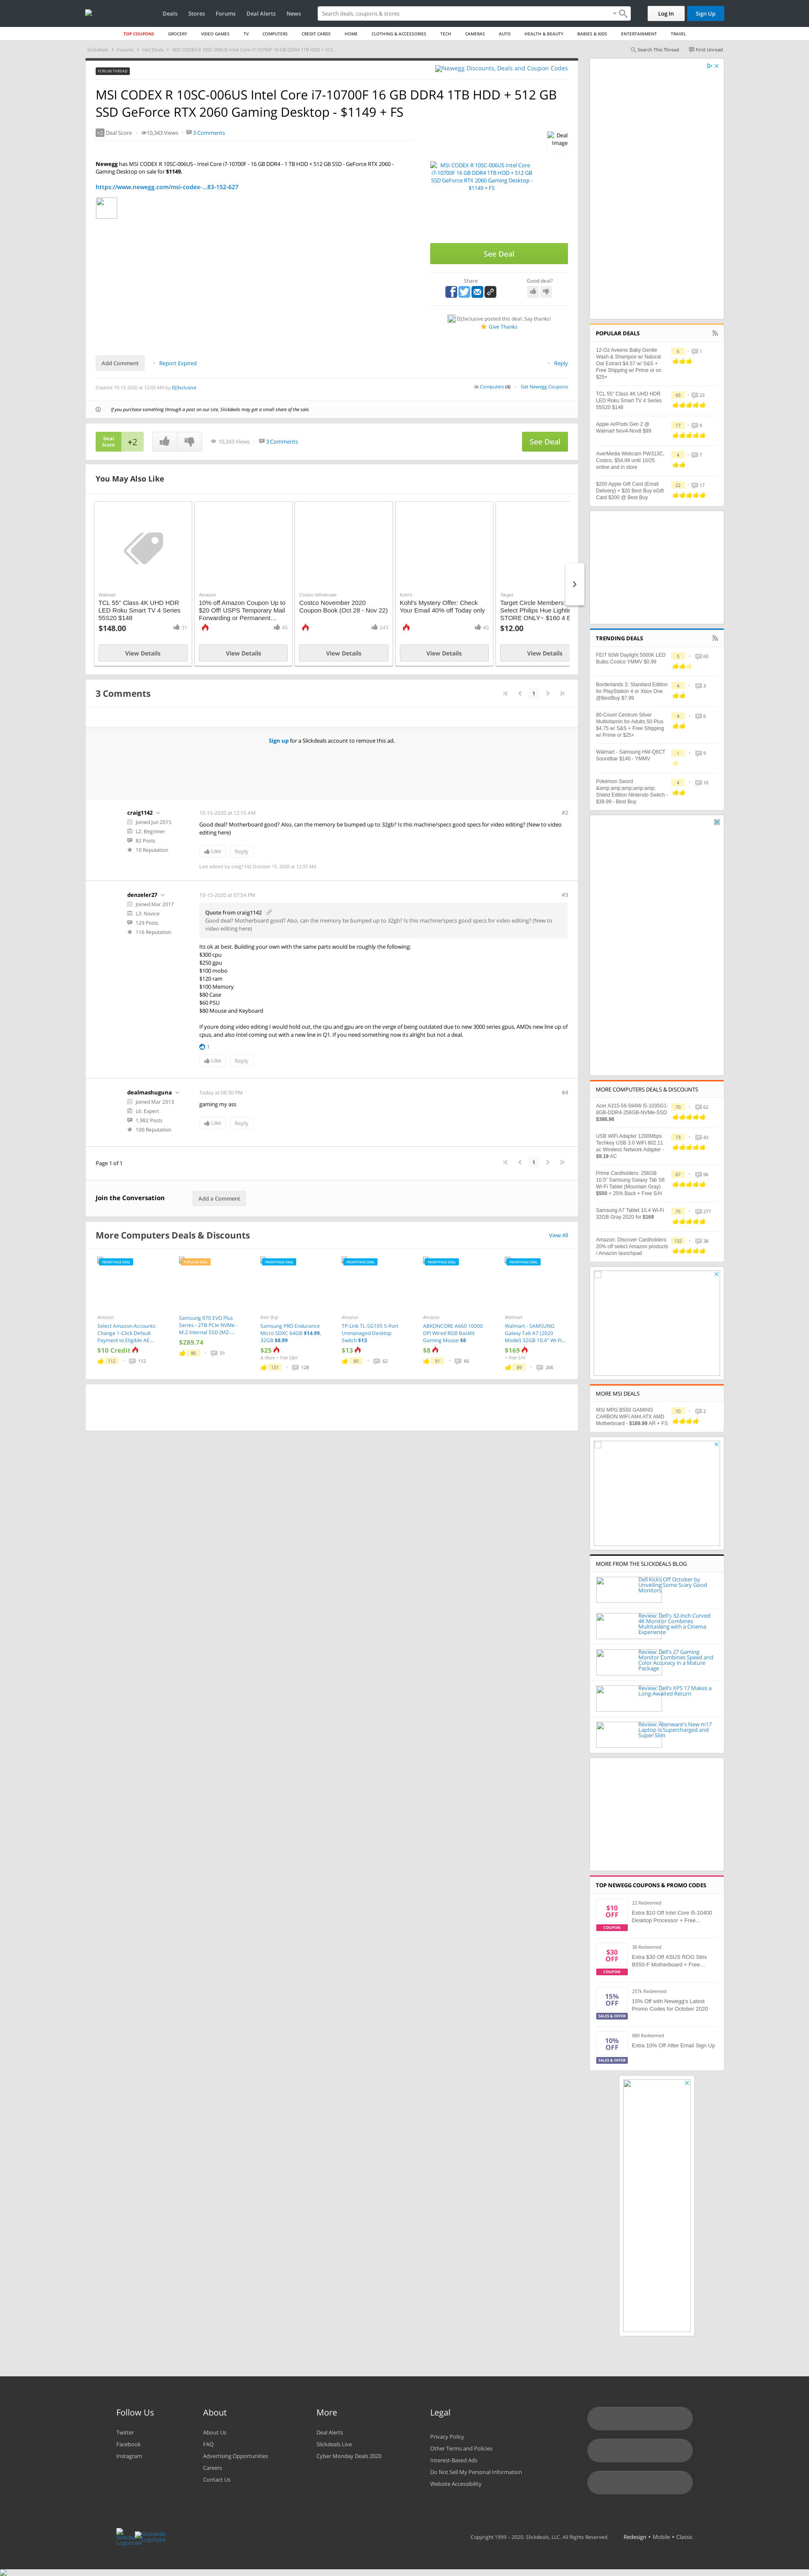 Deals Stores Forums Deal Alerts News
Search deals, coupons & stores
Log In
Sign Up
TOP COUPONS GROCERY VIDEO GAMES TV COMPUTERS CREDIT CARDS HOME CLOTHING & ACCESSORIES TECH CAMERAS AUTO HEALTH & BEAUTY BABIES & KIDS ENTERTAINMENT TRAVEL
Slickdeals Forums Hot Deals MSI CODEX R 10SC-006US Intel Core i7-10700F 16 GB DDR4 1TB HDD + 512 ...
Search This Thread First Unread
FORUM THREAD
Newegg Discounts, Deals and Coupon Codes
MSI CODEX R 10SC-006US Intel Core i7-10700F 16 GB DDR4 1TB HDD + 512 GB
SSD GeForce RTX 2060 Gaming Desktop - $1149 + FS
+2 Deal Score 10,343 Views 3 Comments
Deal
Image
Newegg has MSI CODEX R 10SC-006US - Intel Core i7-10700F - 16 GB DDR4 - 1 TB HDD + 512 GB SSD - GeForce RTX 2060 -
Gaming Desktop on sale for $1149.
https://www.newegg.com/msi-codex-...83-152-627
MSI CODEX R 10SC-006US Intel Core
i7-10700F 16 GB DDR4 1TB HDD + 512 GB
SSD GeForce RTX 2060 Gaming Desktop -
$1149 + FS
See Deal
Share
Good deal?
DJ3xclusive posted this deal. Say thanks!
Give Thanks
Add Comment
Report Expired
Reply
Created 10-15-2020 at 12:03 AM by DJ3xclusive
in Computers (4) Get Newegg Coupons
If you purchase something through a post on our site, Slickdeals may get a small share of the sale.
Deal
Score
+2
10,343 Views 3 Comments
See Deal
You May Also Like
Walmart
TCL 55" Class 4K UHD HDR
LED Roku Smart TV 4 Series
55S20 $148
$148.00
31
View Details
Amazon
10% off Amazon Coupon Up to
$20 Off! USPS Temporary Mail
Forwarding or Permanent...
45
View Details
Costco Wholesale
Costco November 2020
Coupon Book (Oct 28 - Nov 22)
243
View Details
Kohl's
Kohl's Mystery Offer: Check
Your Email 40% off Today only
40
View Details
Target
Target Circle Members:
Select Philips Hue Lightin
STORE ONLY~ $160 4 B
$12.00
View Details
3 Comments
1
Sign up for a Slickdeals account to remove this ad.
craig1142
Joined Jun 2015
L2: Beginner
82 Posts
10 Reputation
10-15-2020 at 12:15 AM
#2
Good deal? Motherboard good? Also, can the memory be bumped up to 32gb? Is this machine/specs good specs for video editing? (New to video
editing here)
Like
Reply
Last edited by craig1142 October 15, 2020 at 12:37 AM
denzeler27
Joined Mar 2017
L3: Novice
129 Posts
116 Reputation
10-15-2020 at 07:54 PM
#3
Quote from craig1142
Good deal? Motherboard good? Also, can the memory be bumped up to 32gb? Is this machine/specs good specs for video editing? (New to
video editing here)
Its ok at best. Building your own with the same parts would be roughly the following:
$300 cpu
$250 gpu
$100 mobo
$120 ram
$100 Memory
$80 Case
$60 PSU
$80 Mouse and Keyboard
If youre doing video editing I would hold out, the cpu and gpu are on the verge of being outdated due to new 3000 series gpus, AMDs new line up of
cpus, and also Intel coming out with a new line in Q1. If you need something now its alright but not a deal.
1
Like
Reply
dealmashuguna
Joined Mar 2013
L6: Expert
1,982 Posts
100 Reputation
Today at 08:30 PM
#4
gaming my ass
Like
Reply
Page 1 of 1
1
Join the Conversation
Add a Comment
More Computers Deals & Discounts
View All
FRONTPAGE DEAL
Amazon
Select Amazon Accounts:
Change 1-Click Default
Payment to Eligible AE...
$10 Credit
112 112
POPULAR DEAL
Samsung 970 EVO Plus
Series - 2TB PCIe NVMe -
M.2 Internal SSD (MZ-...
$289.74
86 51
FRONTPAGE DEAL
Best Buy
Samsung PRO Endurance
Micro SDXC 64GB $14.99,
32GB $8.99
$25
& More + Free S&H
131 128
FRONTPAGE DEAL
Amazon
TP-Link TL-SG105 5-Port
Unmanaged Desktop
Switch $13
$13
80 62
FRONTPAGE DEAL
Amazon
ABKONCORE A660 10000
DPI Wired RGB Backlit
Gaming Mouse $8
$8
91 66
FRONTPAGE DEAL
Walmart
Walmart - SAMSUNG
Galaxy Tab A7 (2020
Model) 32GB 10.4" Wi-Fi...
$169
+ Free S/H
89 266
POPULAR DEALS
12-Oz Aveeno Baby Gentle
Wash & Shampoo w/ Natural
Oat Extract $4.57 w/ S&S +
Free Shipping w/ Prime or on
$25+
6 1
TCL 55" Class 4K UHD HDR
LED Roku Smart TV 4 Series
55S20 $148
43 23
Apple AirPods Gen 2 @
Walmart Nov4-Nov8 $99
17 9
AverMedia Webcam PW313C,
Costco, $54.99 until 10/25
online and in store
4 7
$200 Apple Gift Card (Email
Delivery) + $20 Best Buy eGift
Card $200 @ Best Buy
22 17
TRENDING DEALS
FEIT 60W Daylight 5000K LED
Bulbs Costco YMMV $0.99
5 60
Borderlands 3: Standard Edition
for PlayStation 4 or Xbox One
@BestBuy $7.99
4 3
80-Count Centrum Silver
Multivitamin for Adults 50 Plus
$4.75 w/ S&S + Free Shipping
w/ Prime or $25+
4 6
Walmart - Samsung HW-Q6CT
Soundbar $140 - YMMV
1 9
Pokémon Sword
&amp;amp;amp;amp;amp;
Shield Edition Nintendo Switch -
$39.99 - Best Buy
4 10
MORE COMPUTERS DEALS & DISCOUNTS
Acer A315-56-594W i5-1035G1-
8GB-DDR4-256GB-NVMe-SSD
$398.96
70 62
USB WiFi Adapter 1200Mbps
Techkey USB 3.0 WiFi 802.11
ac Wireless Network Adapter -
$9.19 AC
73 43
Prime Cardholders: 256GB
10.5" Samsung Galaxy Tab S6
Wi-Fi Tablet (Mountain Gray)
$550 + 25% Back + Free S/H
67 96
Samsung A7 Tablet 10.4 Wi-Fi
32GB Gray 2020 for $169
75 277
Amazon: Discover Cardholders:
20% off select Amazon products
/ Amazon launchpad
132 38
MORE MSI DEALS
MSI MPG B550 GAMING
CARBON WIFI AM4 ATX AMD
Motherboard - $189.99 AR + FS
10 2
MORE FROM THE SLICKDEALS BLOG
Dell Kicks Off October by
Unveiling Some Scary Good
Monitors
Review: Dell's 32-inch Curved
4K Monitor Combines
Multitasking with a Cinema
Experience
Review: Dell's 27 Gaming
Monitor Combines Speed and
Color Accuracy in a Mature
Package
Review: Dell's XPS 17 Makes a
Long-Awaited Return
Review: Alienware's New m17
Laptop is Supercharged and
Super-Slim
TOP NEWEGG COUPONS & PROMO CODES
$10
OFF
COUPON
22 Redeemed
Extra $10 Off Intel Core i5-10400
Desktop Processor + Free...
$30
OFF
COUPON
38 Redeemed
Extra $30 Off ASUS ROG Strix
B550-F Motherboard + Free...
15%
OFF
SALES & OFFER
257k Redeemed
15% Off with Newegg's Latest
Promo Codes for October 2020
10%
OFF
SALES & OFFER
880 Redeemed
Extra 10% Off After Email Sign Up
Follow Us
Twitter
Facebook
Instagram
About
About Us
FAQ
Advertising Opportunities
Careers
Contact Us
More
Deal Alerts
Slickdeals Live
Cyber Monday Deals 2020
Legal
Privacy Policy
Other Terms and Policies
Interest-Based Ads
Do Not Sell My Personal Information
Website Accessibility
Slickdeals
Logomark
Slickdeals
Logotype
Copyright 1999 – 2020. Slickdeals, LLC. All Rights Reserved. Redesign • Mobile • Classic